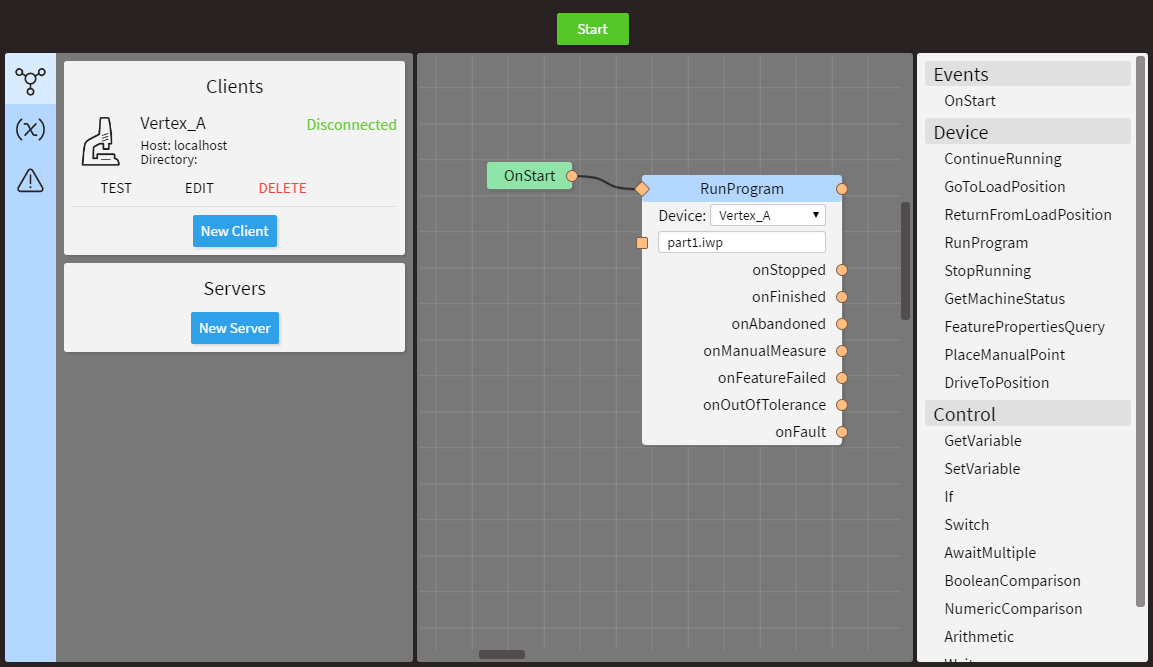 Start
Clients
Vertex_A
Disconnected
Host: localhost
Directory:
TEST EDIT DELETE
New Client
Servers
New Server
OnStart
RunProgram
Device: Vertex_A
part1.iwp
onStopped
onFinished
onAbandoned
onManualMeasure
onFeatureFailed
onOutOfTolerance
onFault
Events
OnStart
Device
ContinueRunning
GoToLoadPosition
ReturnFromLoadPosition
RunProgram
StopRunning
GetMachineStatus
FeaturePropertiesQuery
PlaceManualPoint
DriveToPosition
Control
GetVariable
SetVariable
If
Switch
AwaitMultiple
BooleanComparison
NumericComparison
Arithmetic